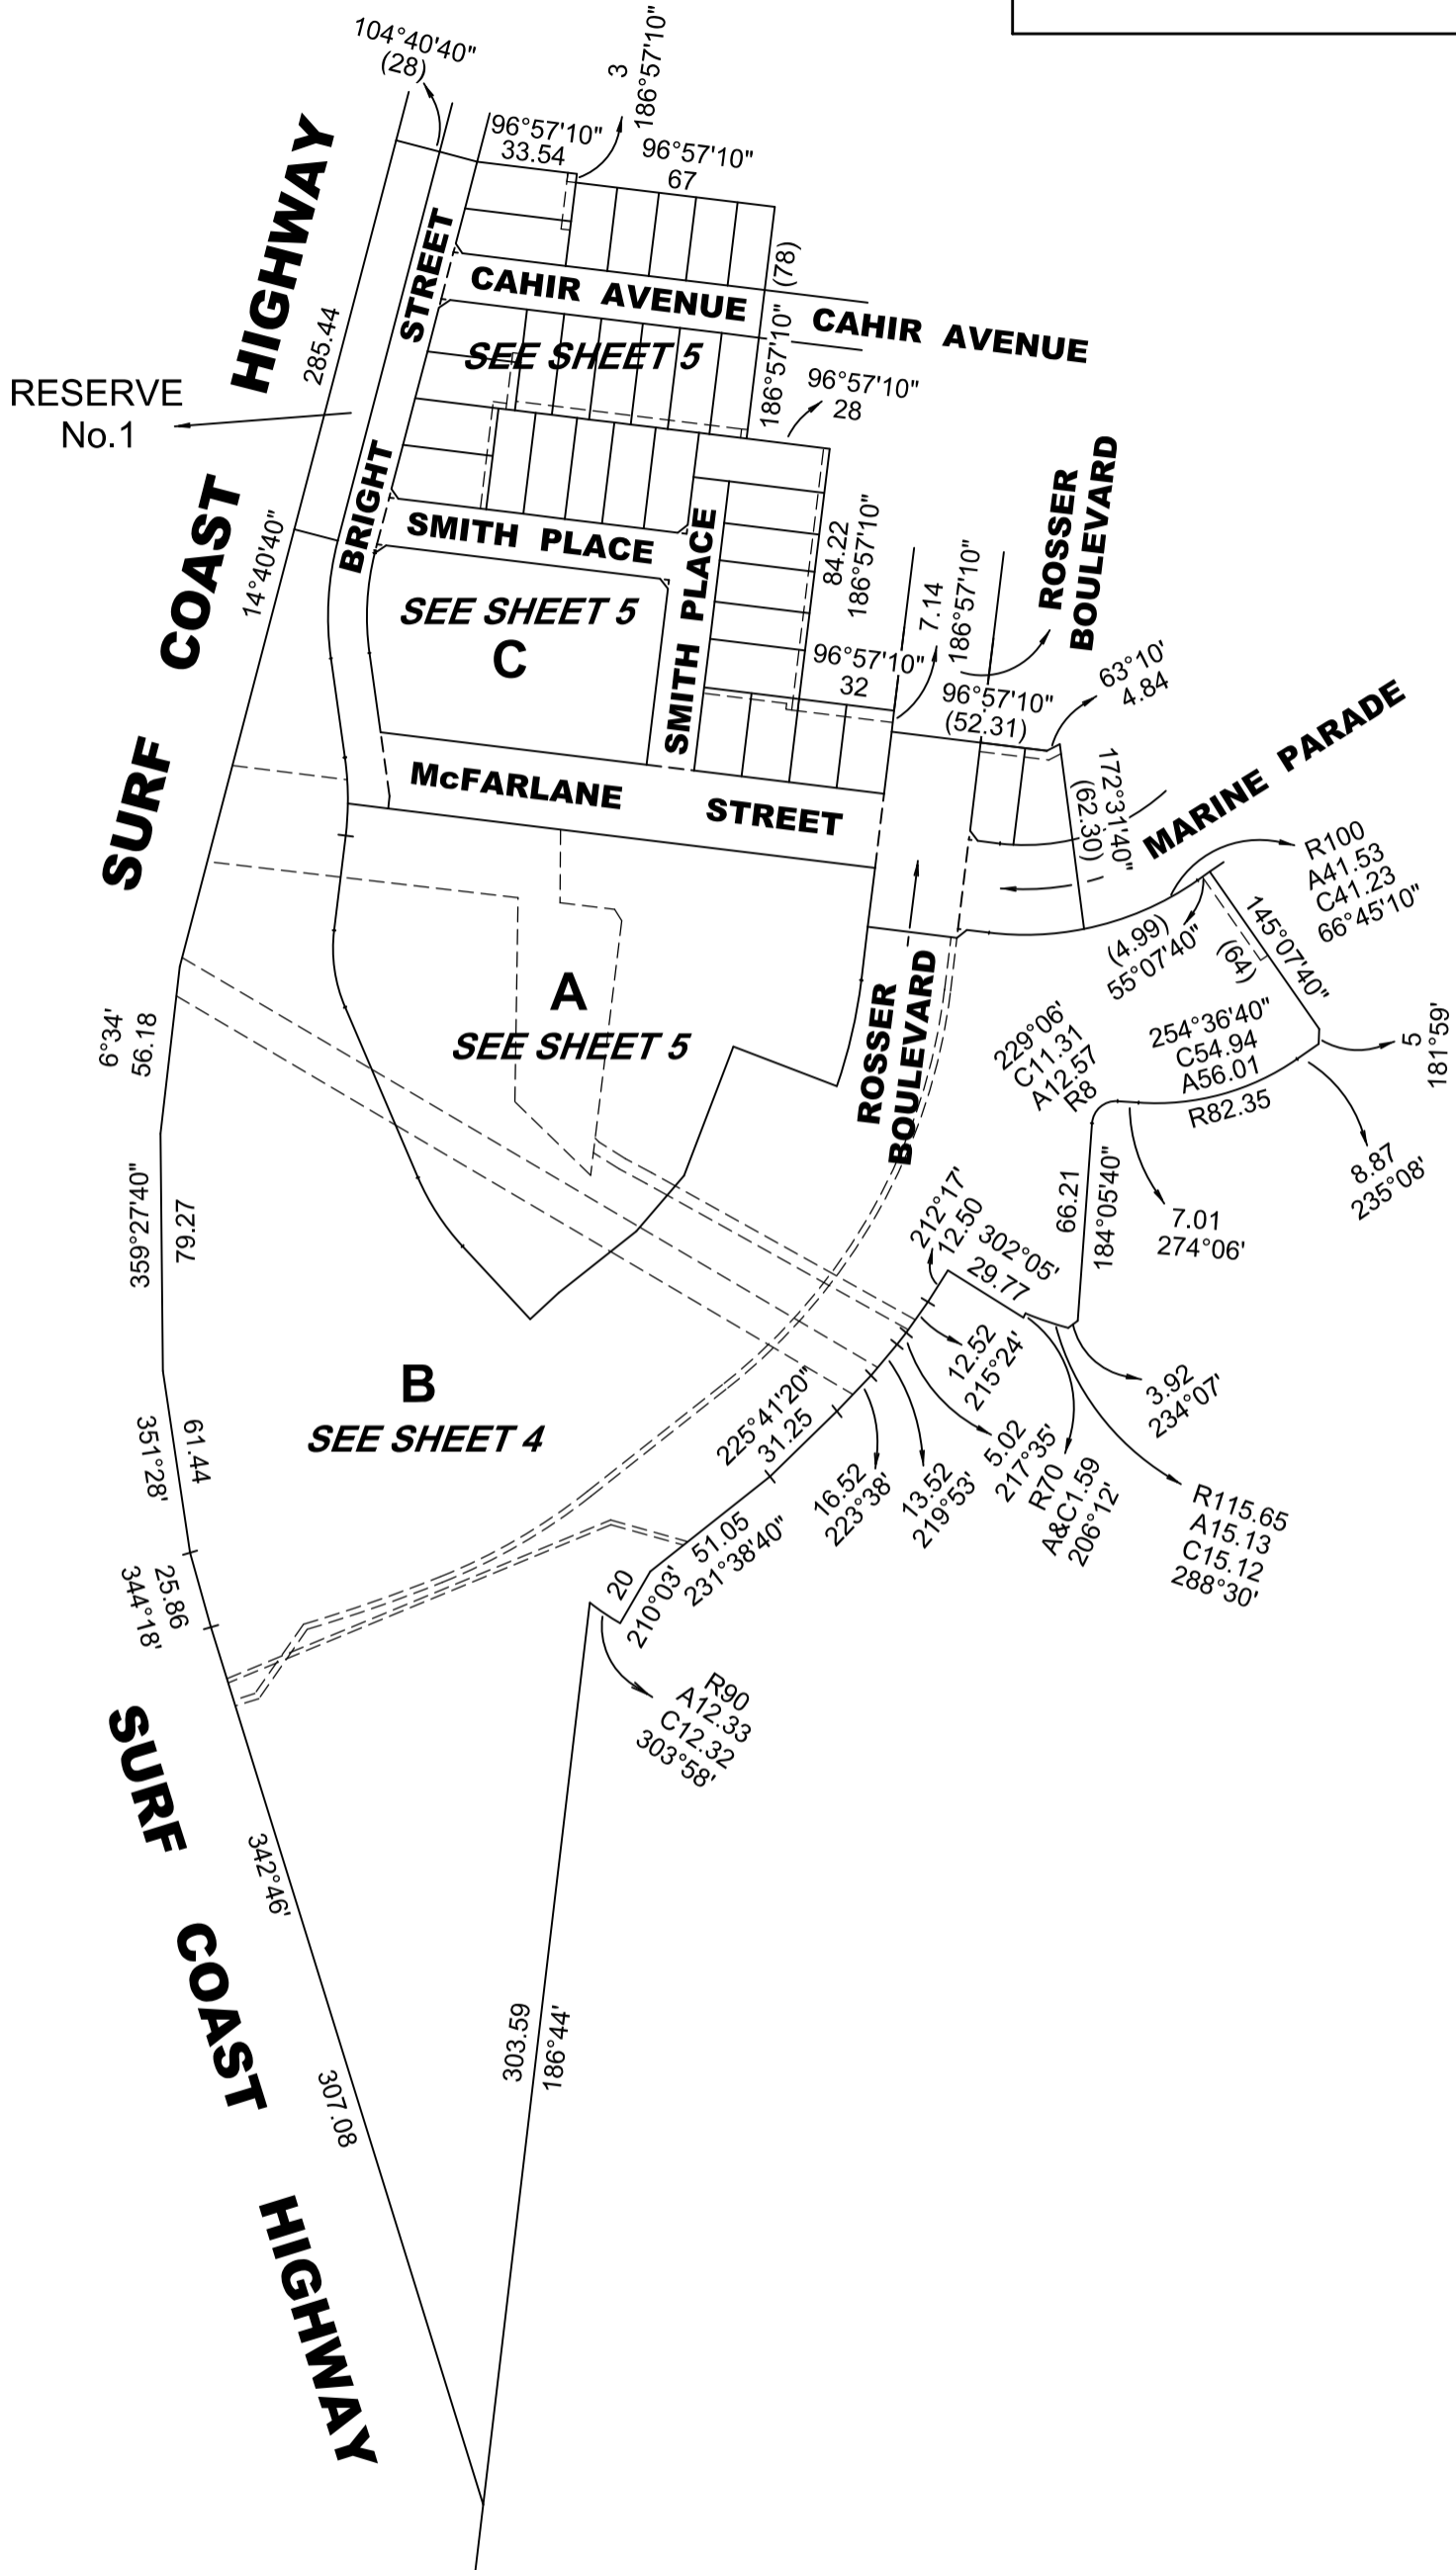 104°40'40"
(28)
3
186°57'10"
96°57'10"
33.54
96°57'10"
67
HIGHWAY
STREET
(78)
186°57'10"
CAHIR AVENUE
CAHIR AVENUE
285.44
SEE SHEET 5
96°57'10"
28
RESERVE
No.1
COAST
14°40'40"
BRIGHT
SMITH PLACE
SMITH PLACE
84.22
186°57'10"
ROSSER
BOULEVARD
7.14
186°57'10"
SEE SHEET 5
C
96°57'10"
32
96°57'10"
(52.31)
63°10'
4.84
MARINE PARADE
172°31'40"
(62.30)
SURF
McFARLANE STREET
R100
A41.53
C41.23
66°45'10"
(4.99)
55°07'40"
145°07'40"
(64)
A
SEE SHEET 5
6°34'
56.18
ROSSER
BOULEVARD
229°06'
C11.31
A12.57
R8
254°36'40"
C54.94
A56.01
R82.35
5
181°59'
8.87
235°08'
359°27'40"
79.27
66.21
184°05'40"
7.01
274°06'
212°17'
12.50
302°05'
29.77
B
SEE SHEET 4
351°28'
61.44
225°41'20"
31.25
12.52
215°24'
3.92
234°07'
16.52
223°38'
13.52
219°53'
5.02
217°35'
R70
A&C1.59
206°12'
R115.65
A15.13
C15.12
288°30'
51.05
231°38'40"
344°18'
25.86
20
210°03'
R90
A12.33
C12.32
303°58'
SURF
342°46'
COAST
307.08
303.59
186°44'
HIGHWAY